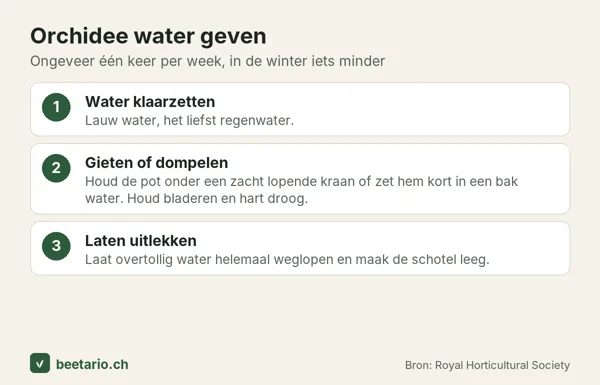 Orchidee water geven
Ongeveer één keer per week, in de winter iets minder
1
Water klaarzetten
Lauw water, het liefst regenwater.
2
Gieten of dompelen
Houd de pot onder een zacht lopende kraan of zet hem kort in een bak
water. Houd bladeren en hart droog.
3
Laten uitlekken
Laat overtollig water helemaal weglopen en maak de schotel leeg.
beetario.ch
Bron: Royal Horticultural Society